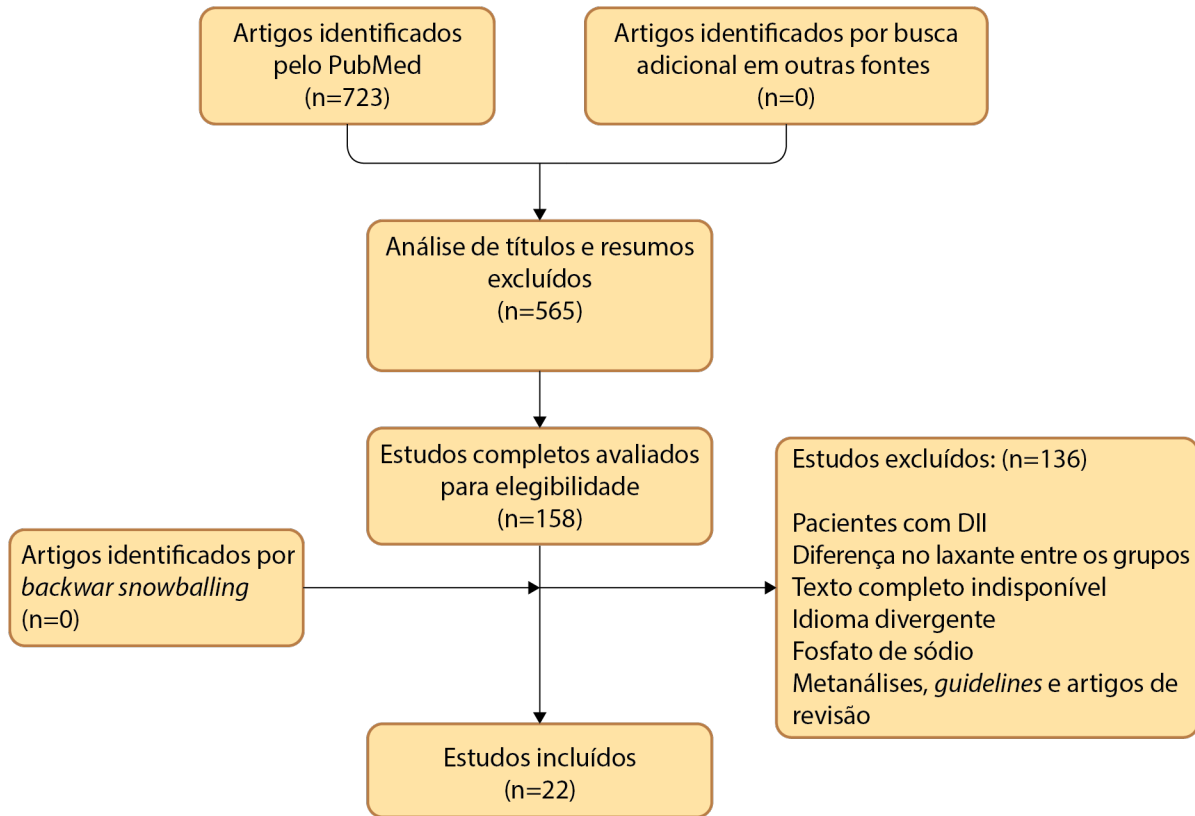 Artigos identificados
pelo PubMed
(n=723)
Artigos identificados por busca
adicional em outras fontes
(n=0)
Análise de títulos e resumos
excluídos
(n=565)
Estudos completos avaliados
para elegibilidade
(n=158)
Artigos identificados por
backwar snowballing
(n=0)
Estudos excluídos: (n=136)
Pacientes com DII
Diferença no laxante entre os grupos
Texto completo indisponível
Idioma divergente
Fosfato de sódio
Metanálises, guidelines e artigos de
revisão
Estudos incluídos
(n=22)